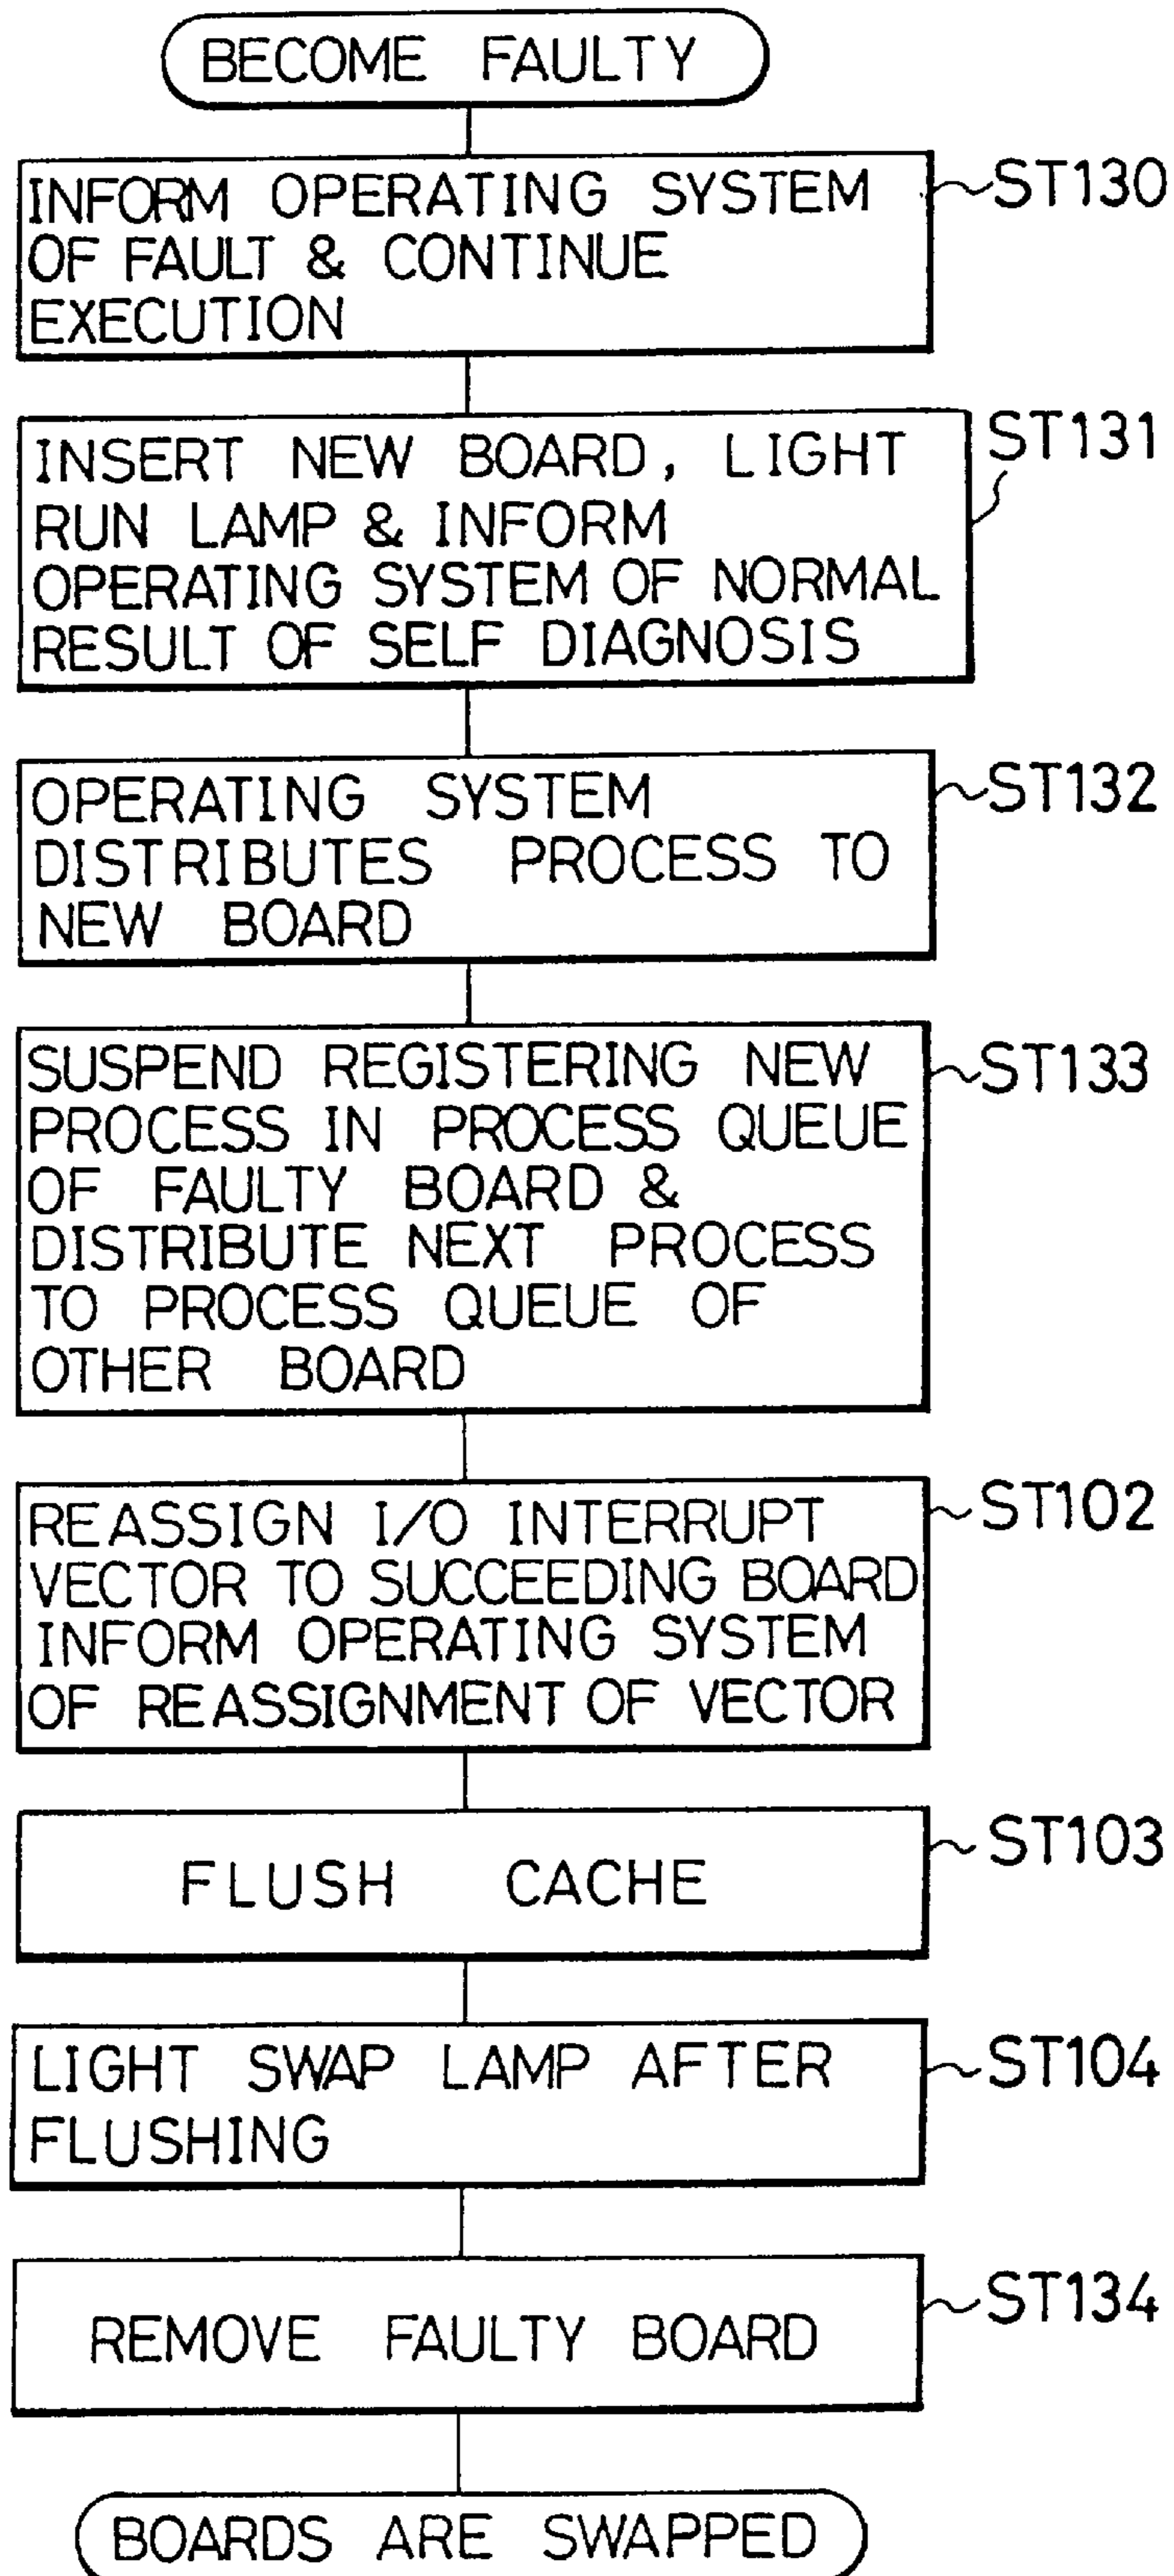 BECOME FAULTY
INFORM OPERATING SYSTEM
OF FAULT & CONTINUE
EXECUTION
ST130
INSERT NEW BOARD, LIGHT
RUN LAMP & INFORM
OPERATING SYSTEM OF NORMAL
RESULT OF SELF DIAGNOSIS
ST131
OPERATING SYSTEM
DISTRIBUTES PROCESS TO
NEW BOARD
ST132
SUSPEND REGISTERING NEW
PROCESS IN PROCESS QUEUE
OF FAULTY BOARD &
DISTRIBUTE NEXT PROCESS
TO PROCESS QUEUE OF
OTHER BOARD
ST133
REASSIGN I/O INTERRUPT
VECTOR TO SUCCEEDING BOARD
INFORM OPERATING SYSTEM
OF REASSIGNMENT OF VECTOR
ST102
FLUSH CACHE
ST103
LIGHT SWAP LAMP AFTER
FLUSHING
ST104
REMOVE FAULTY BOARD
ST134
BOARDS ARE SWAPPED